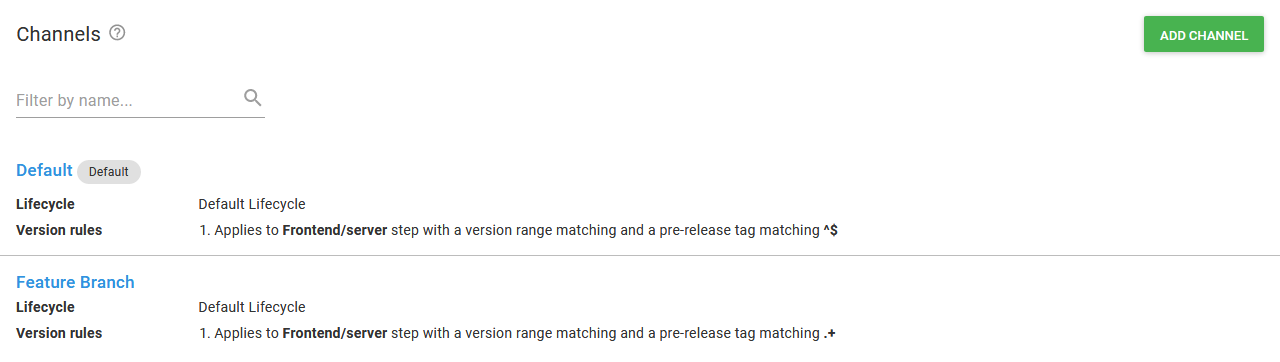 Channels
ADD CHANNEL
Filter by name...
Default Default
Lifecycle Default Lifecycle
Version rules 1. Applies to Frontend/server step with a version range matching and a pre-release tag matching ^$
Feature Branch
Lifecycle Default Lifecycle
Version rules 1. Applies to Frontend/server step with a version range matching and a pre-release tag matching .+